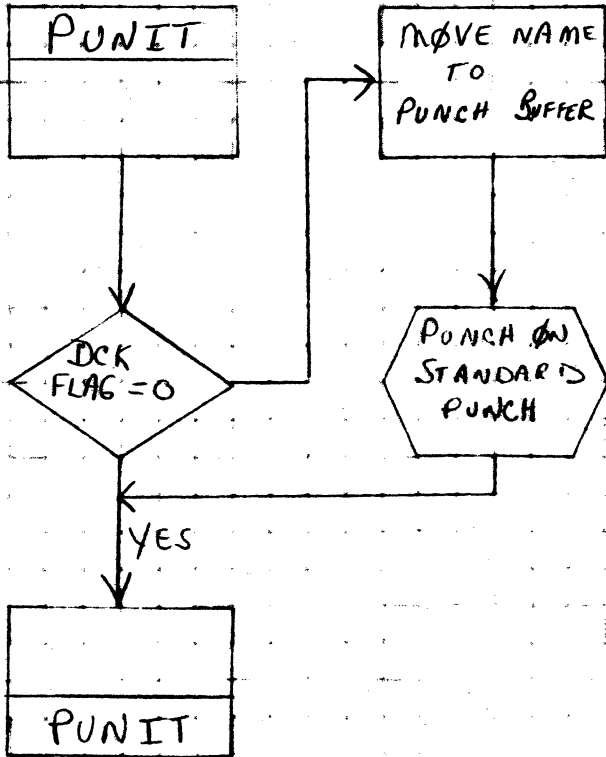 PUNIT
MØVE NAME
TO
PUNCH BUFFER
DCK
FLAG = 0
PUNCH ØN
STANDARD
PUNCH
YES
PUNIT